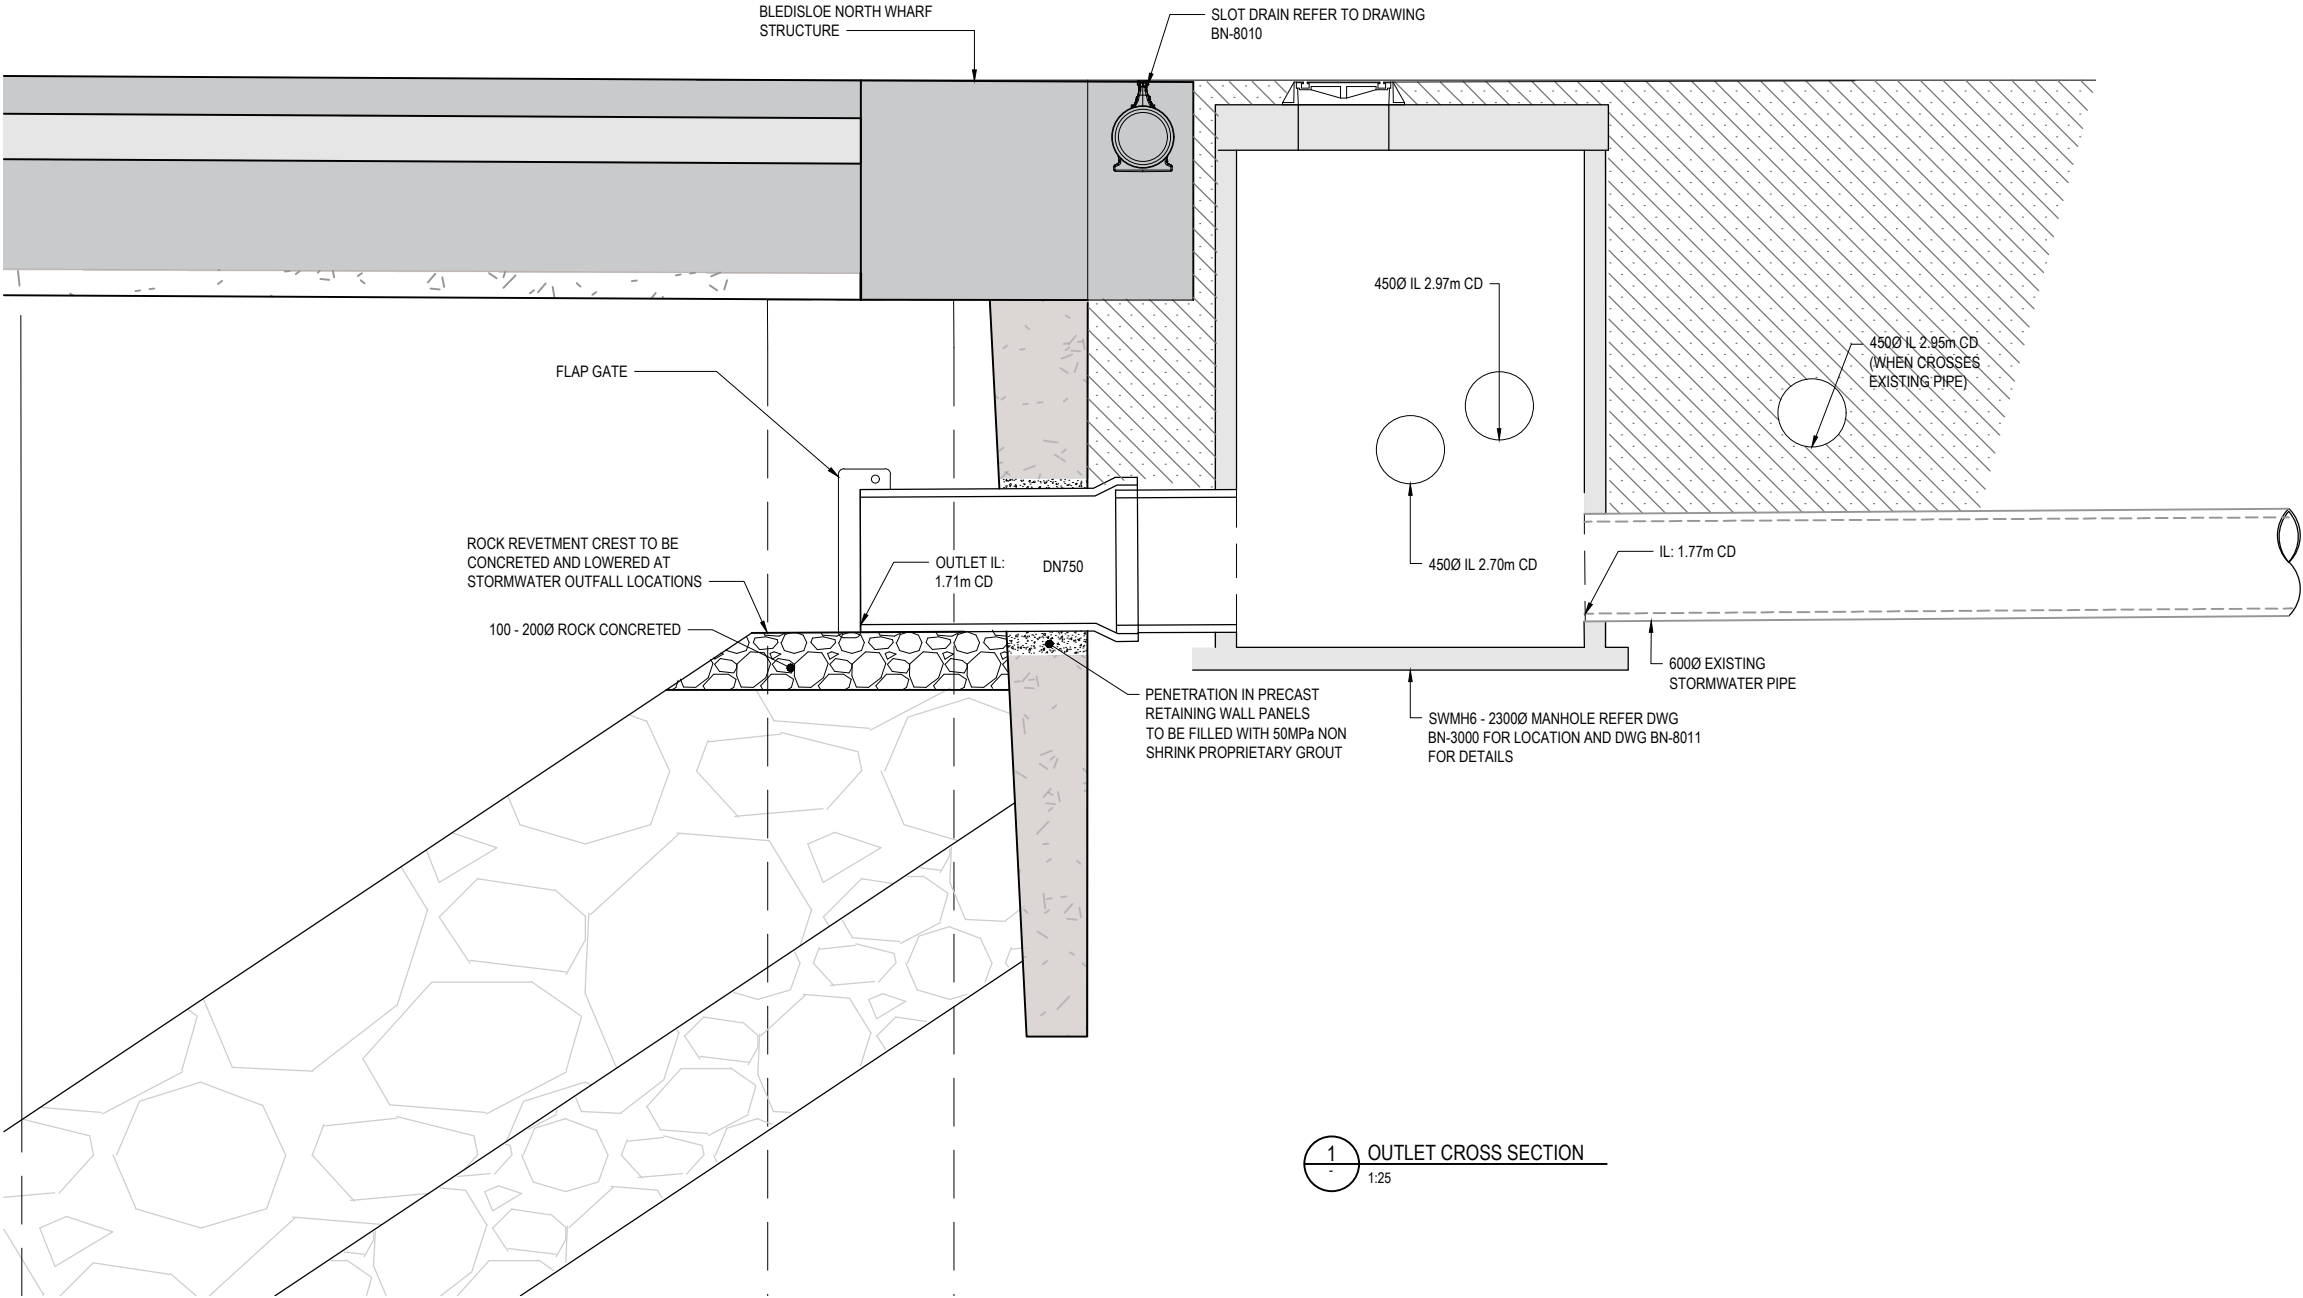 BLEDISLOE NORTH WHARF
STRUCTURE
SLOT DRAIN REFER TO DRAWING
BN-8010
450Ø IL 2.97m CD
450Ø IL 2.95m CD
(WHEN CROSSES
EXISTING PIPE)
FLAP GATE
ROCK REVETMENT CREST TO BE
CONCRETED AND LOWERED AT
STORMWATER OUTFALL LOCATIONS
OUTLET IL:
1.71m CD
DN750
450Ø IL 2.70m CD
IL: 1.77m CD
100 - 200Ø ROCK CONCRETED
600Ø EXISTING
STORMWATER PIPE
PENETRATION IN PRECAST
RETAINING WALL PANELS
TO BE FILLED WITH 50MPa NON
SHRINK PROPRIETARY GROUT
SWMH6 - 2300Ø MANHOLE REFER DWG
BN-3000 FOR LOCATION AND DWG BN-8011
FOR DETAILS
1
-
OUTLET CROSS SECTION
1:25